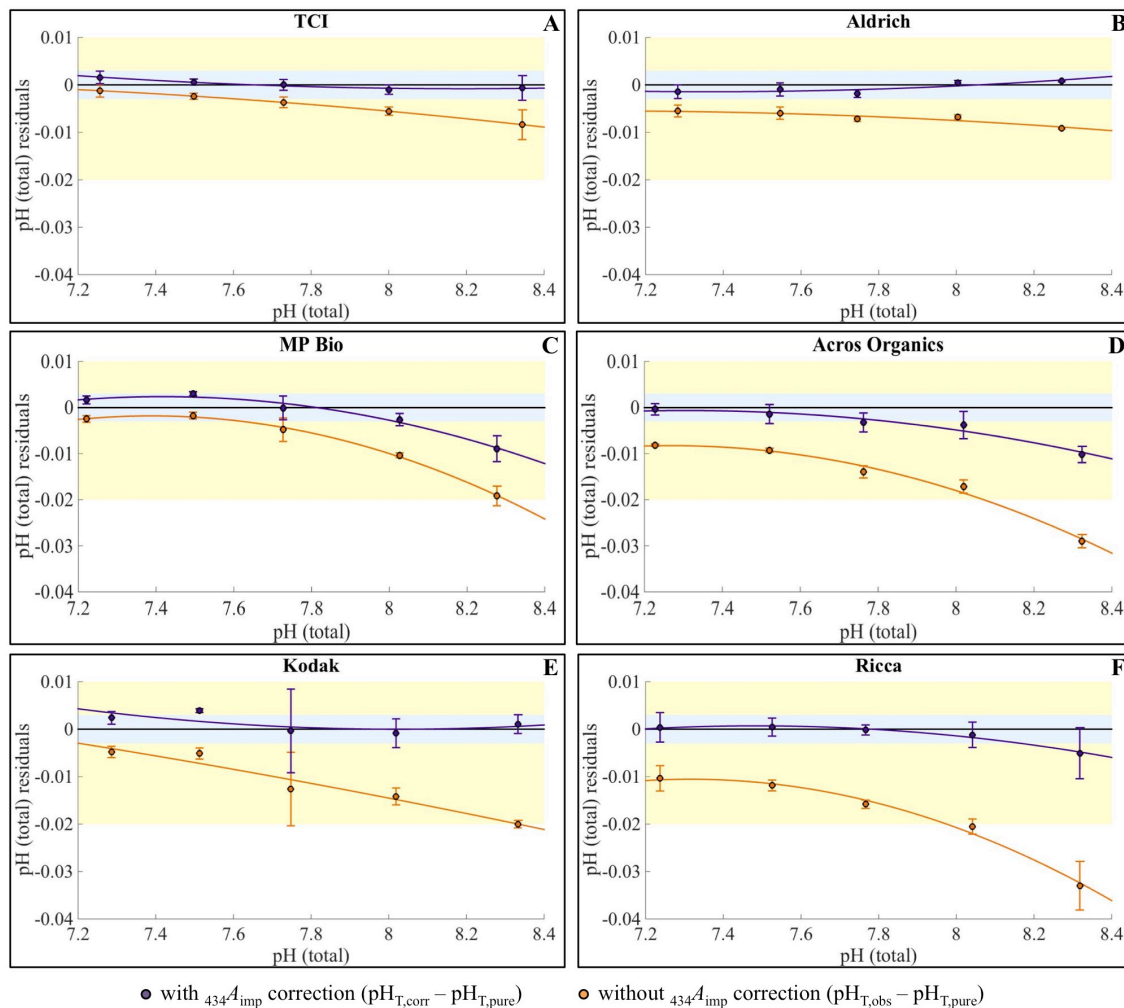 TCI
A
0.01
0
-0.01
-0.02
-0.03
-0.04
pH (total) residuals
7.2 7.4 7.6 7.8 8 8.2 8.4
pH (total)
Aldrich
B
0.01
0
-0.01
-0.02
-0.03
-0.04
pH (total) residuals
7.2 7.4 7.6 7.8 8 8.2 8.4
pH (total)
MP Bio
C
0.01
0
-0.01
-0.02
-0.03
-0.04
pH (total) residuals
7.2 7.4 7.6 7.8 8 8.2 8.4
pH (total)
Acros Organics
D
0.01
0
-0.01
-0.02
-0.03
-0.04
pH (total) residuals
7.2 7.4 7.6 7.8 8 8.2 8.4
pH (total)
Kodak
E
0.01
0
-0.01
-0.02
-0.03
-0.04
pH (total) residuals
7.2 7.4 7.6 7.8 8 8.2 8.4
pH (total)
Ricca
F
0.01
0
-0.01
-0.02
-0.03
-0.04
pH (total) residuals
7.2 7.4 7.6 7.8 8 8.2 8.4
pH (total)
with 434Aimp correction (pHT,corr – pHT,pure)
without 434Aimp correction (pHT,obs – pHT,pure)